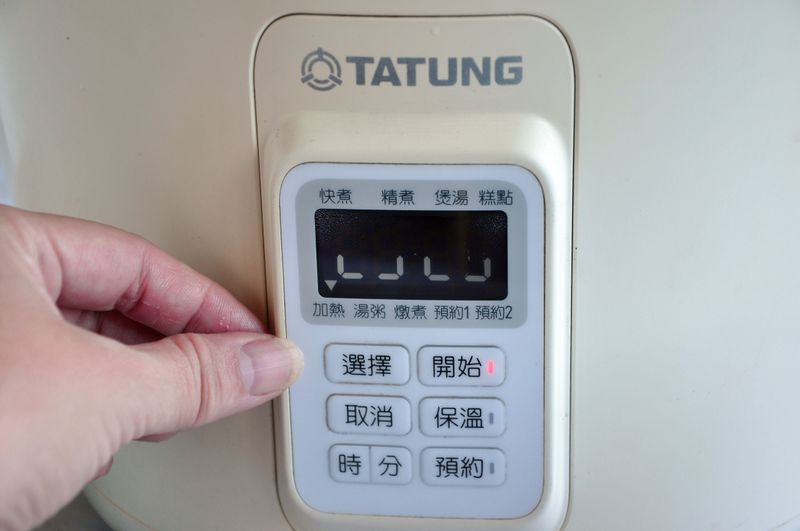 TATUNG
快煮 精煮 煲湯 糕點
加熱 湯粥 燉煮 預約1 預約2
選擇 開始
取消 保溫
時 分 預約